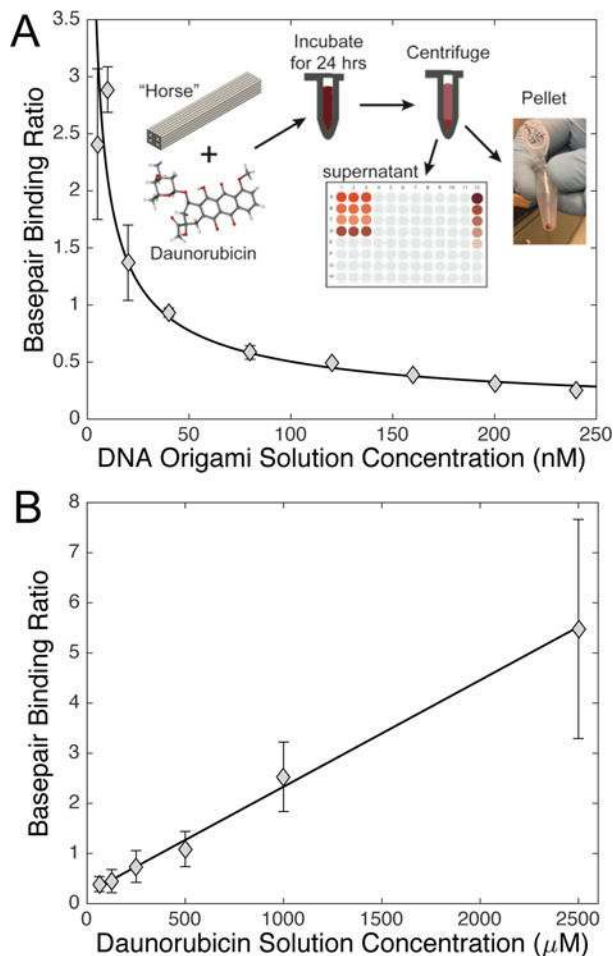 A
3.5
3
2.5
2
1.5
1
0.5
0
Basepair Binding Ratio
"Horse"
+
Daunorubicin
Incubate
for 24 hrs
Centrifuge
Pellet
supernatant
0 50 100 150 200 250
DNA Origami Solution Concentration (nM)
B
8
7
6
5
4
3
2
1
0
Basepair Binding Ratio
0 500 1000 1500 2000 2500
Daunorubicin Solution Concentration (μM)